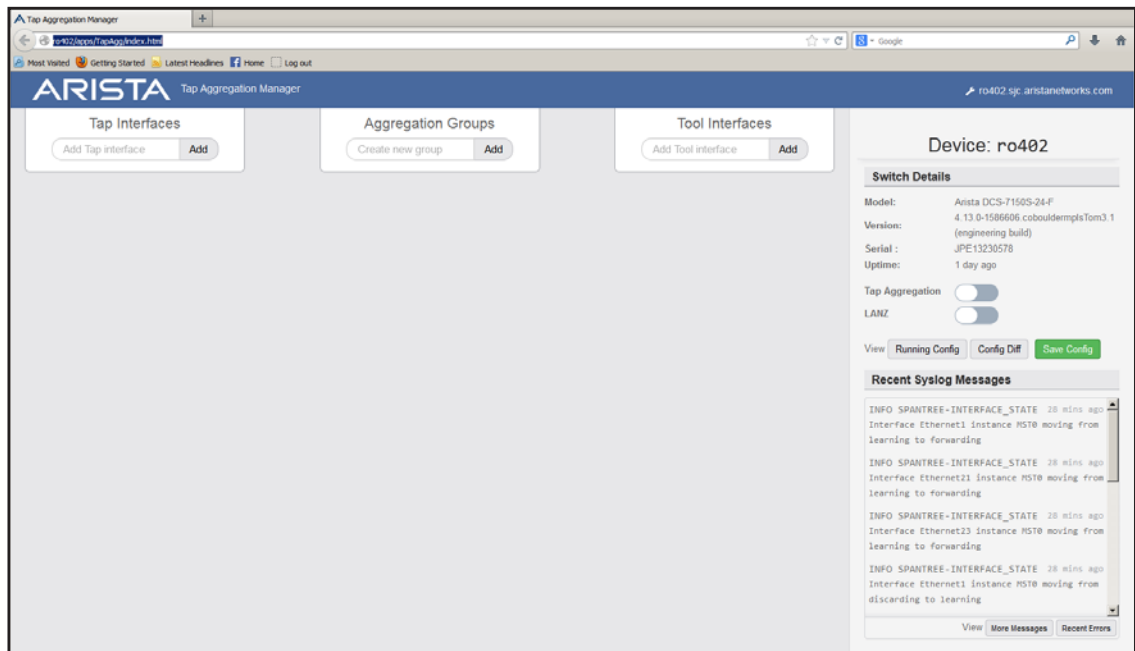 Tap Aggregation Manager
+
ro402/apps/TapAgg/index.html
Google
Most Visited Getting Started Latest Headlines Home Log out
ARISTA Tap Aggregation Manager
ro402.sjc.aristanetworks.com
Tap Interfaces
Add Tap interface Add
Aggregation Groups
Create new group Add
Tool Interfaces
Add Tool interface Add
Device: ro402
Switch Details
Model: Arista DCS-7150S-24-F
Version: 4.13.0-1586606.cobouldermplsTom3.1
(engineering build)
Serial : JPE13230578
Uptime: 1 day ago
Tap Aggregation
LANZ
View Running Config Config Diff Save Config
Recent Syslog Messages
INFO SPANTREE-INTERFACE_STATE 28 mins ago
Interface Ethernet1 instance MST0 moving from
learning to forwarding
INFO SPANTREE-INTERFACE_STATE 28 mins ago
Interface Ethernet21 instance MST0 moving from
learning to forwarding
INFO SPANTREE-INTERFACE_STATE 28 mins ago
Interface Ethernet23 instance MST0 moving from
learning to forwarding
INFO SPANTREE-INTERFACE_STATE 28 mins ago
Interface Ethernet1 instance MST0 moving from
discarding to learning
View More Messages Recent Errors